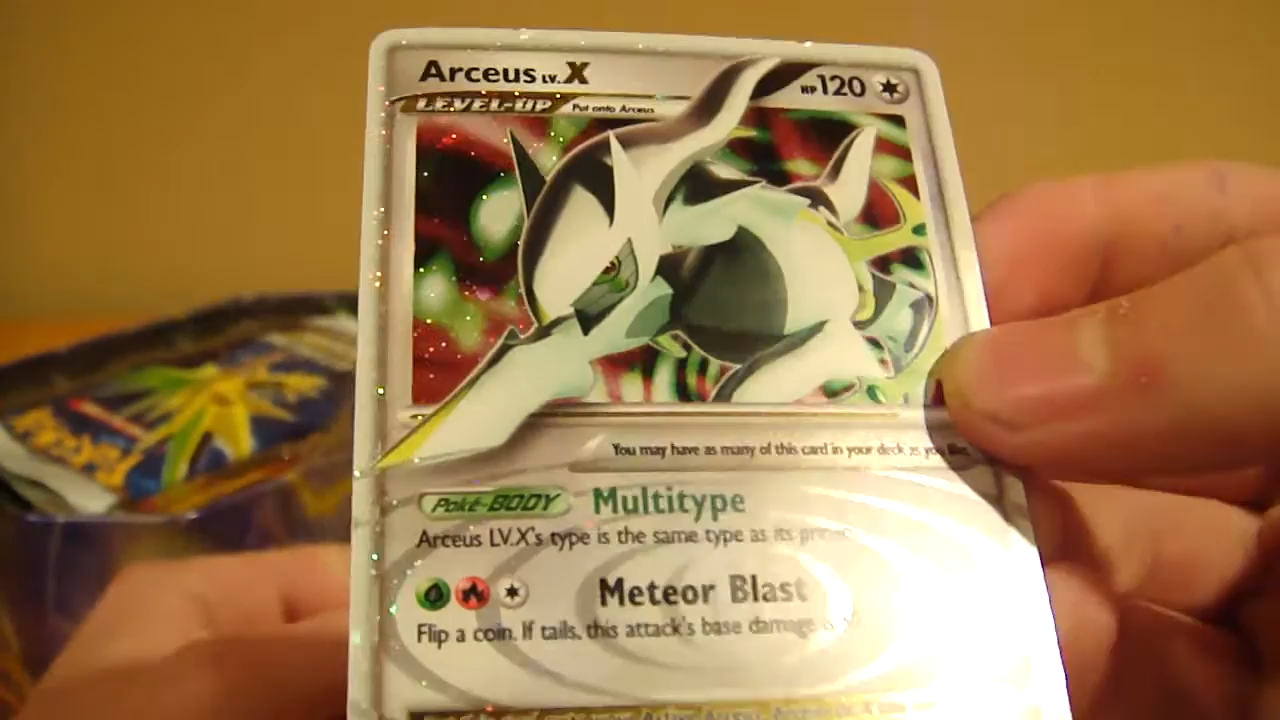 Arceus LV.X HP 120
LEVEL-UP Put onto Arceus
You may have as many of this card in your deck as you like.
Poké-BODY Multitype
Arceus LV.X's type is the same type as its
Meteor Blast
Flip a coin. If tails, this attack's base damage